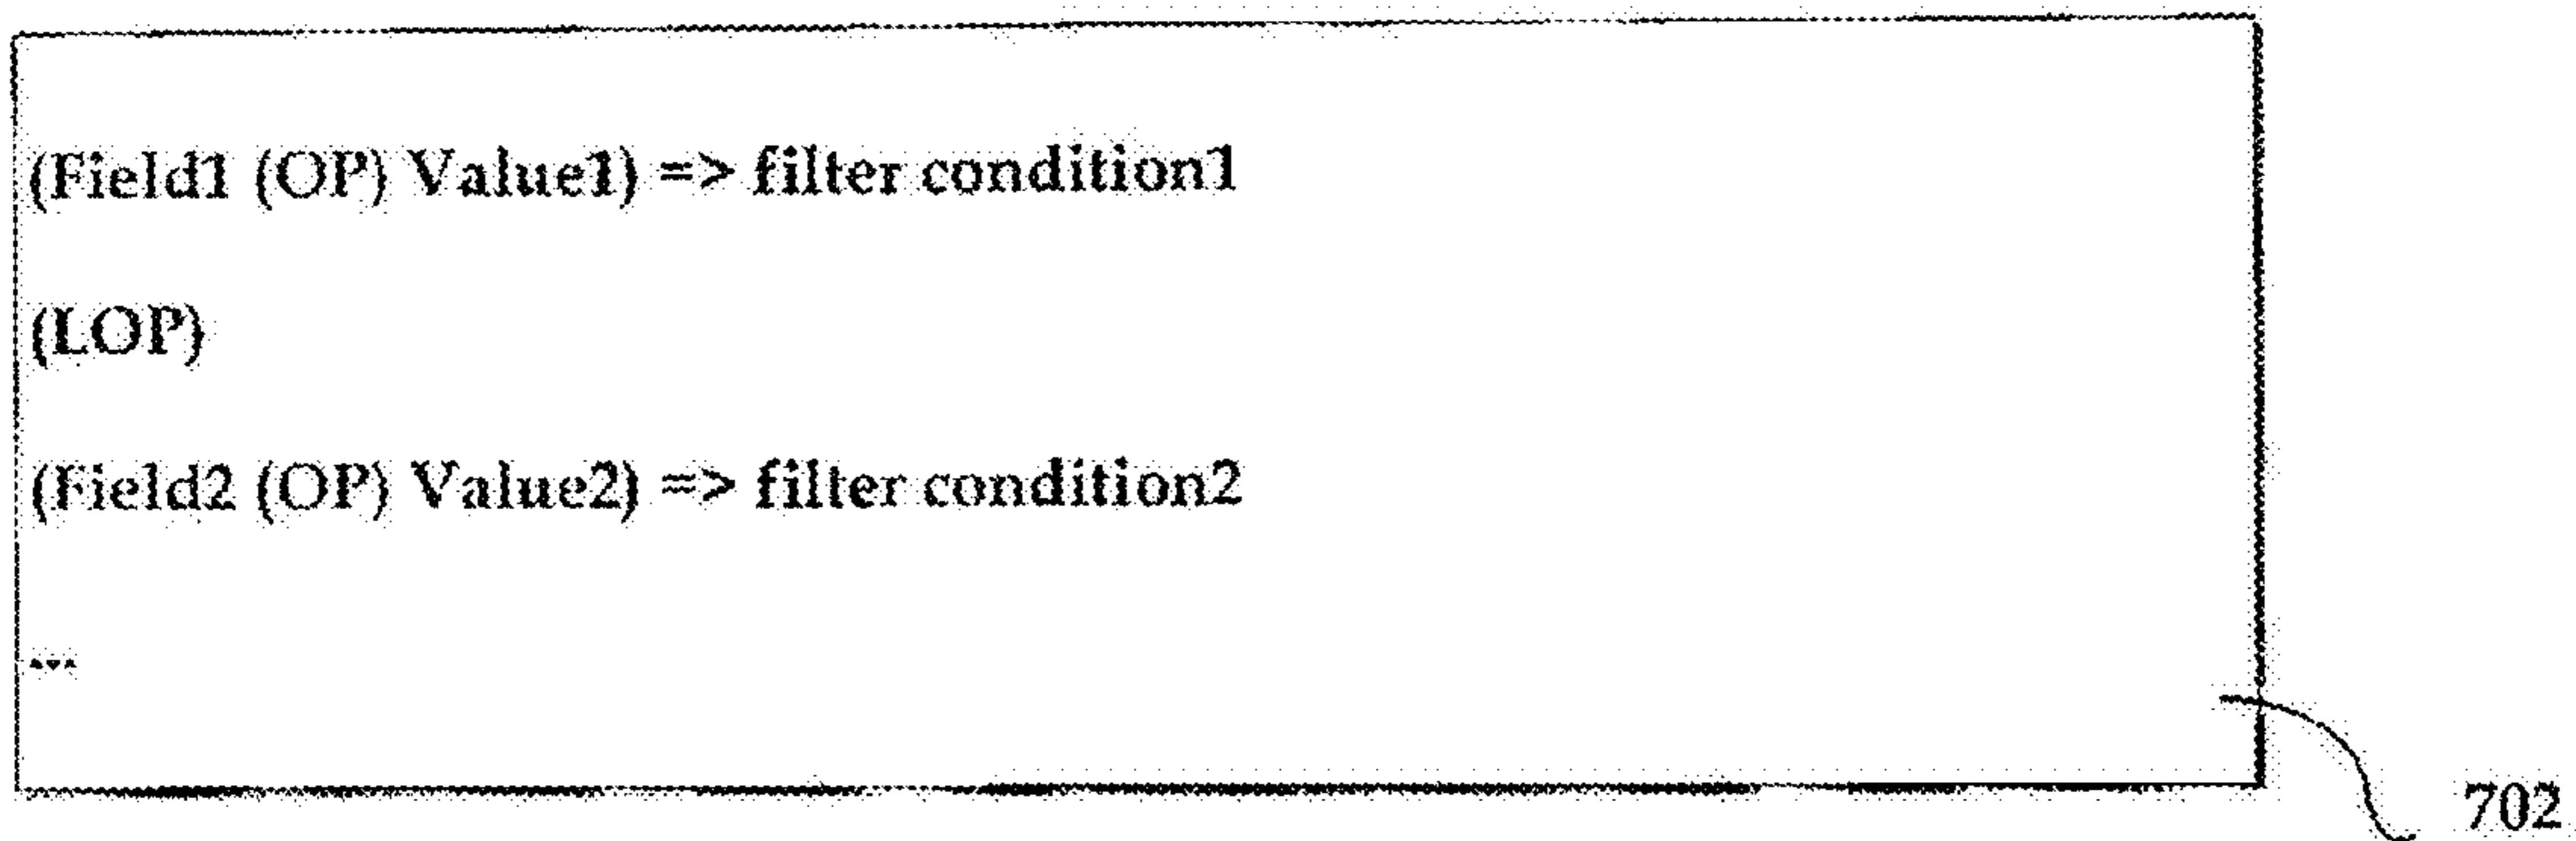 (Field1 (OP) Value1) => filter condition1
(LOP)
(Field2 (OP) Value2) => filter condition2
...
702